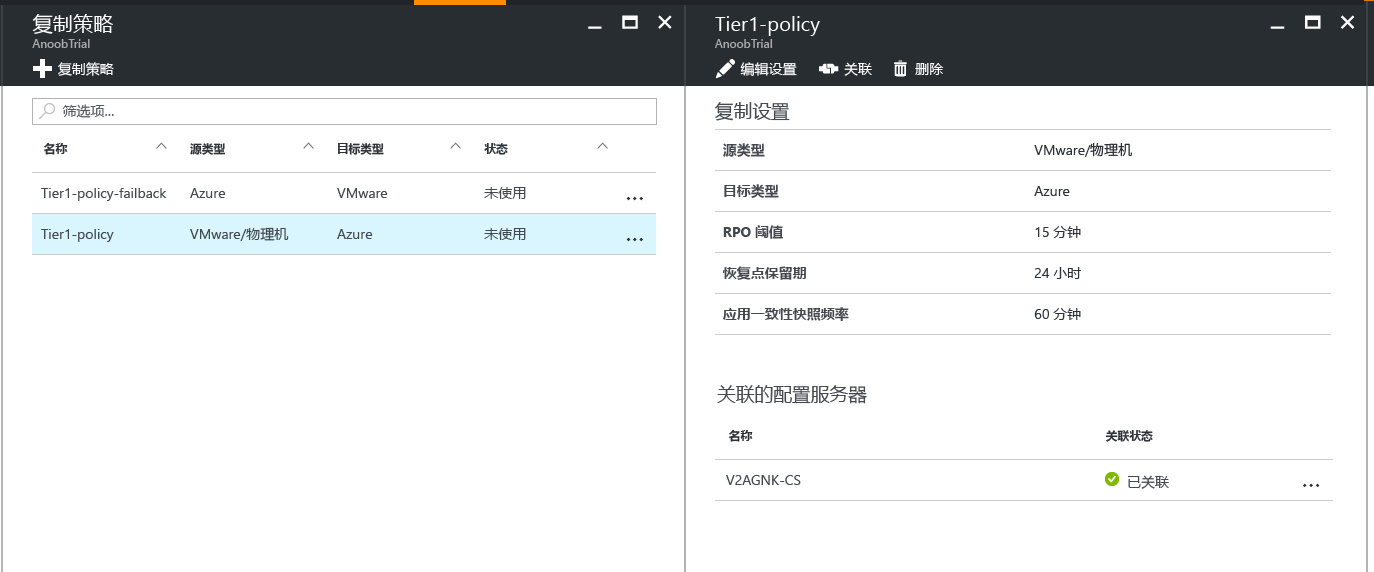 复制策略
AnoobTrial
复制策略
筛选项...
名称 源类型 目标类型 状态
Tier1-policy-failback Azure VMware 未使用 ...
Tier1-policy VMware/物理机 Azure 未使用 ...
Tier1-policy
AnoobTrial
编辑设置 关联 删除
复制设置
源类型 VMware/物理机
目标类型 Azure
RPO 阈值 15 分钟
恢复点保留期 24 小时
应用一致性快照频率 60 分钟
关联的配置服务器
名称 关联状态
V2AGNK-CS 已关联 ...